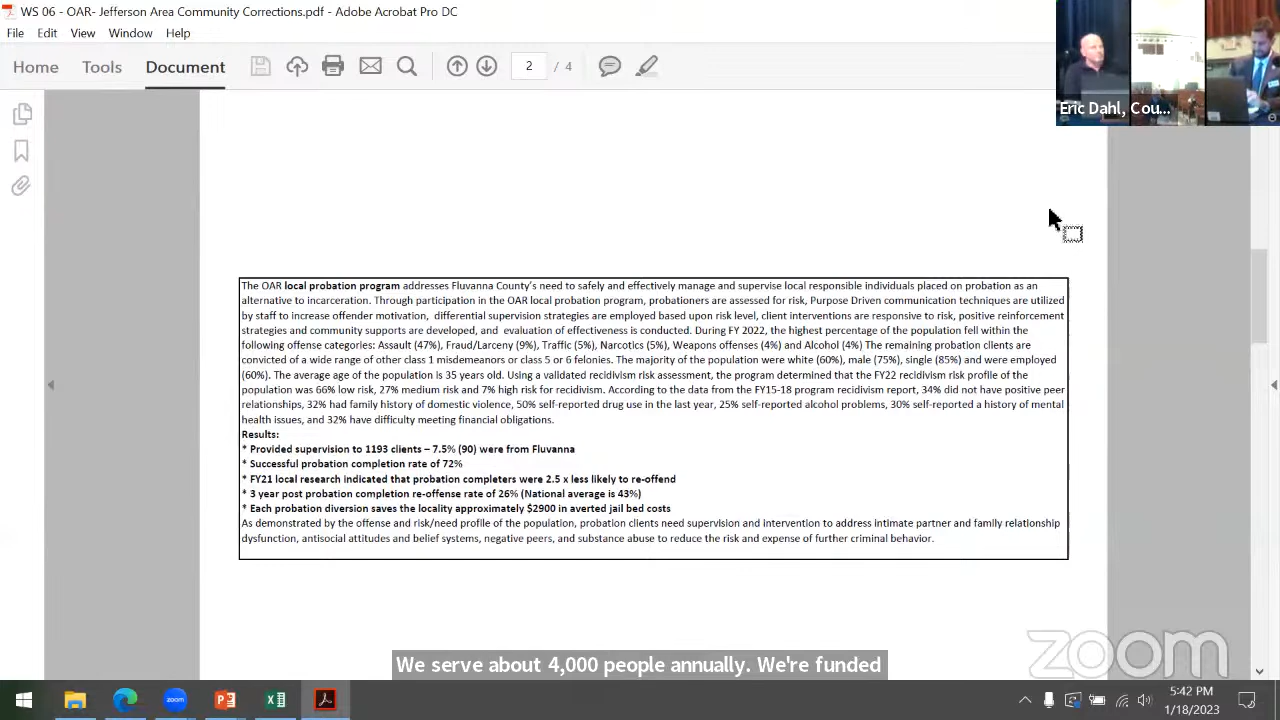 WS 06 - OAR- Jefferson Area Community Corrections.pdf - Adobe Acrobat Pro DC
File Edit View Window Help
Home Tools Document 2 / 4
Eric Dahl, Cou...
The OAR local probation program addresses Fluvanna County's need to safely and effectively manage and supervise local responsible individuals placed on probation as an
alternative to incarceration. Through participation in the OAR local probation program, probationers are assessed for risk, Purpose Driven communication techniques are utilized
by staff to increase offender motivation, differential supervision strategies are employed based upon risk level, client interventions are responsive to risk, positive reinforcement
strategies and community supports are developed, and evaluation of effectiveness is conducted. During FY 2022, the highest percentage of the population fell within the
following offense categories: Assault (47%), Fraud/Larceny (9%), Traffic (5%), Narcotics (5%), Weapons offenses (4%) and Alcohol (4%) The remaining probation clients are
convicted of a wide range of other class 1 misdemeanors or class 5 or 6 felonies. The majority of the population were white (60%), male (75%), single (85%) and were employed
(60%). The average age of the population is 35 years old. Using a validated recidivism risk assessment, the program determined that the FY22 recidivism risk profile of the
population was 66% low risk, 27% medium risk and 7% high risk for recidivism. According to the data from the FY15-18 program recidivism report, 34% did not have positive peer
relationships, 32% had family history of domestic violence, 50% self-reported drug use in the last year, 25% self-reported alcohol problems, 30% self-reported a history of mental
health issues, and 32% have difficulty meeting financial obligations.
Results:
* Provided supervision to 1193 clients – 7.5% (90) were from Fluvanna
* Successful probation completion rate of 72%
* FY21 local research indicated that probation completers were 2.5 x less likely to re-offend
* 3 year post probation completion re-offense rate of 26% (National average is 43%)
* Each probation diversion saves the locality approximately $2900 in averted jail bed costs
As demonstrated by the offense and risk/need profile of the population, probation clients need supervision and intervention to address intimate partner and family relationship
dysfunction, antisocial attitudes and belief systems, negative peers, and substance abuse to reduce the risk and expense of further criminal behavior.
zoom
We serve about 4,000 people annually. We're funded
zoom
5:42 PM
1/18/2023